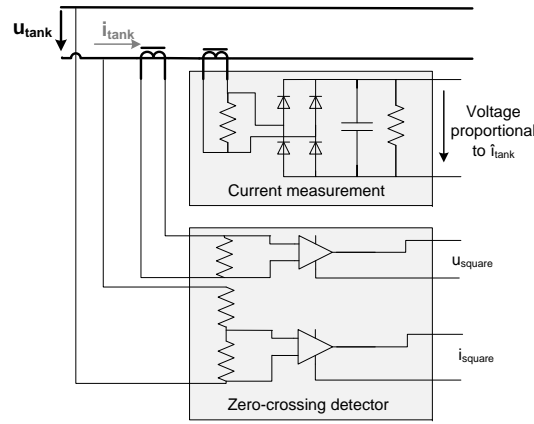 u_tank
i_tank
Voltage
proportional
to î_tank
Current measurement
u_square
i_square
Zero-crossing detector